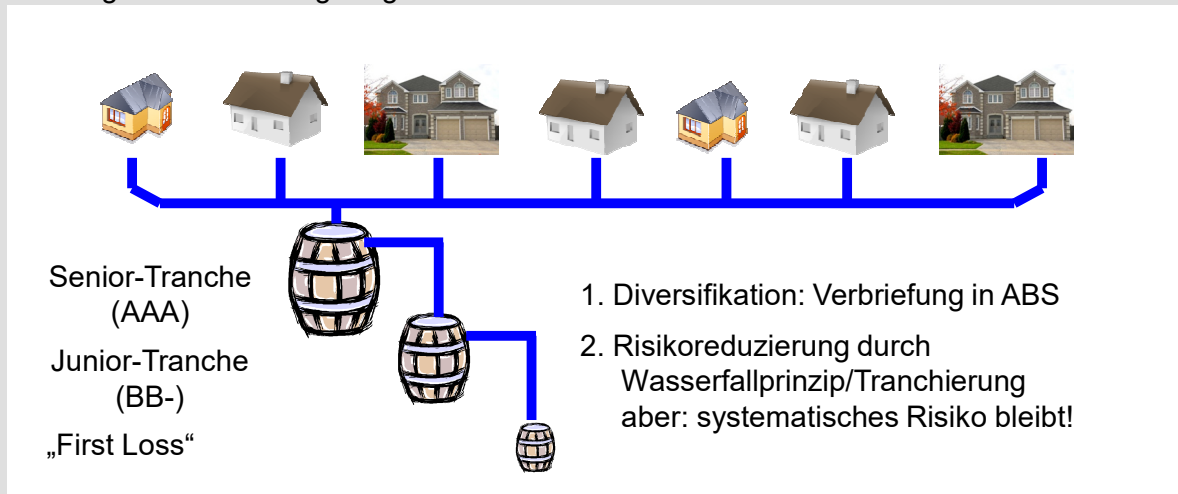 Senior-Tranche
(AAA)
Junior-Tranche
(BB-)
„First Loss“
1. Diversifikation: Verbriefung in ABS
2. Risikoreduzierung durch
Wasserfallprinzip/Tranchierung
aber: systematisches Risiko bleibt!